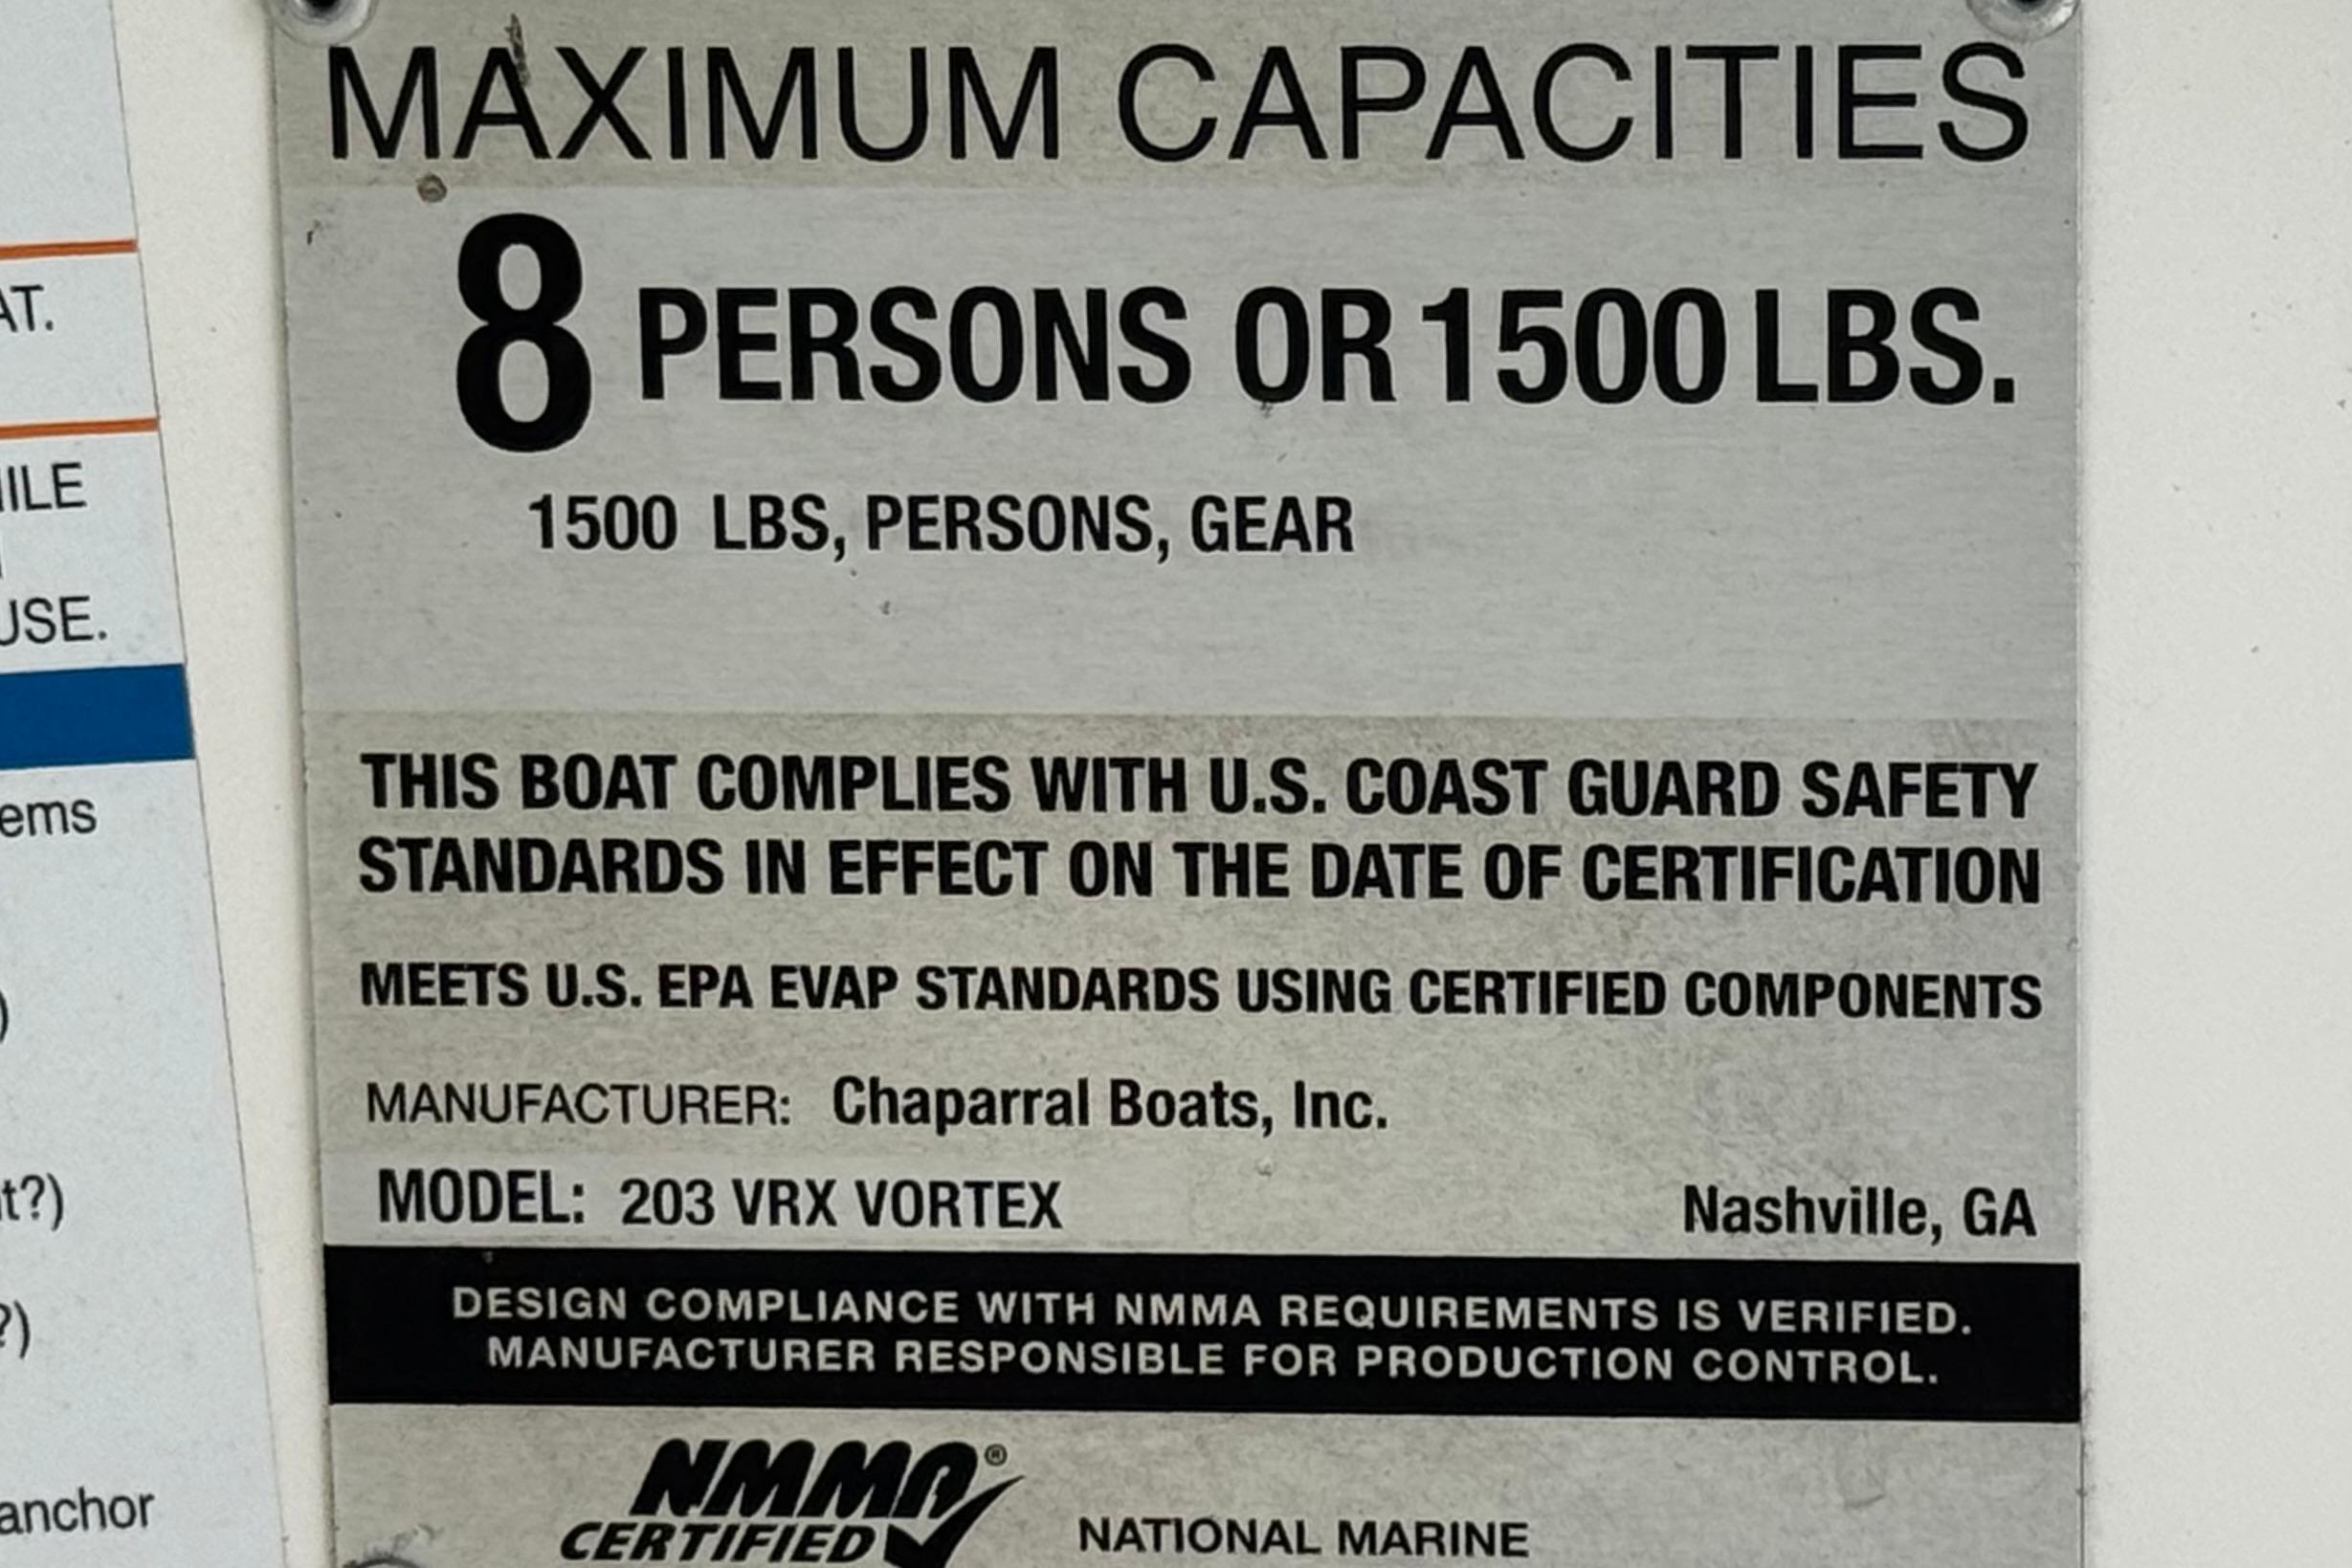 MAXIMUM CAPACITIES
8 PERSONS OR 1500 LBS.
1500 LBS, PERSONS, GEAR
THIS BOAT COMPLIES WITH U.S. COAST GUARD SAFETY
STANDARDS IN EFFECT ON THE DATE OF CERTIFICATION
MEETS U.S. EPA EVAP STANDARDS USING CERTIFIED COMPONENTS
MANUFACTURER: Chaparral Boats, Inc.
MODEL: 203 VRX VORTEX Nashville, GA
DESIGN COMPLIANCE WITH NMMA REQUIREMENTS IS VERIFIED.
MANUFACTURER RESPONSIBLE FOR PRODUCTION CONTROL.
NMMA®
CERTIFIED
NATIONAL MARINE
AT.
USE.
anchor